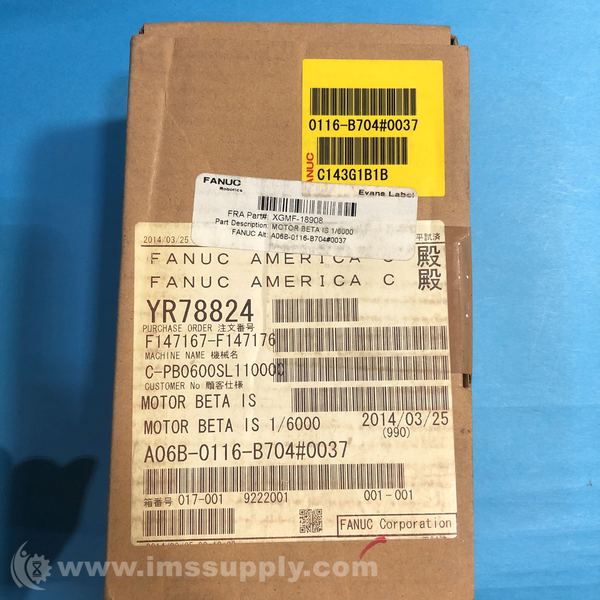 0116-B704#0037
FANUC
C143G1B1B
FANUC
Robotics
Evans Label
FRA Part#: XGMF-18908
Part Description: MOTOR BETA IS 1/6000
FANUC Alt: A06B-0116-B704#0037
2014/03/25
FANUC AMERICA C 殿
FANUC AMERICA C 殿
YR78824
PURCHASE ORDER 注文番号
F147167-F147176
MACHINE NAME 機械名
C-PB0600SL11000
CUSTOMER No 顧客仕様
MOTOR BETA IS
MOTOR BETA IS 1/6000 2014/03/25
(990)
A06B-0116-B704#0037
箱番号 017-001 9222001 001-001
FANUC Corporation
www.imssupply.com